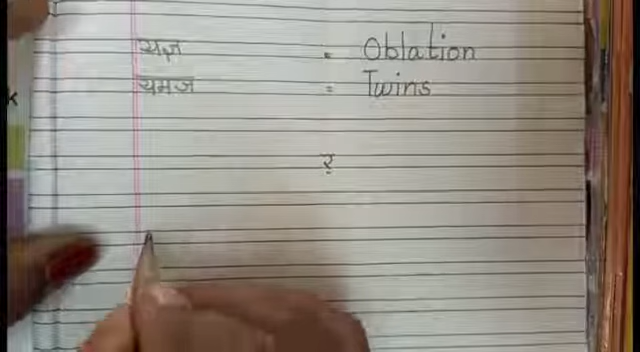 यज्ञ = Oblation
यमज = Twins
र